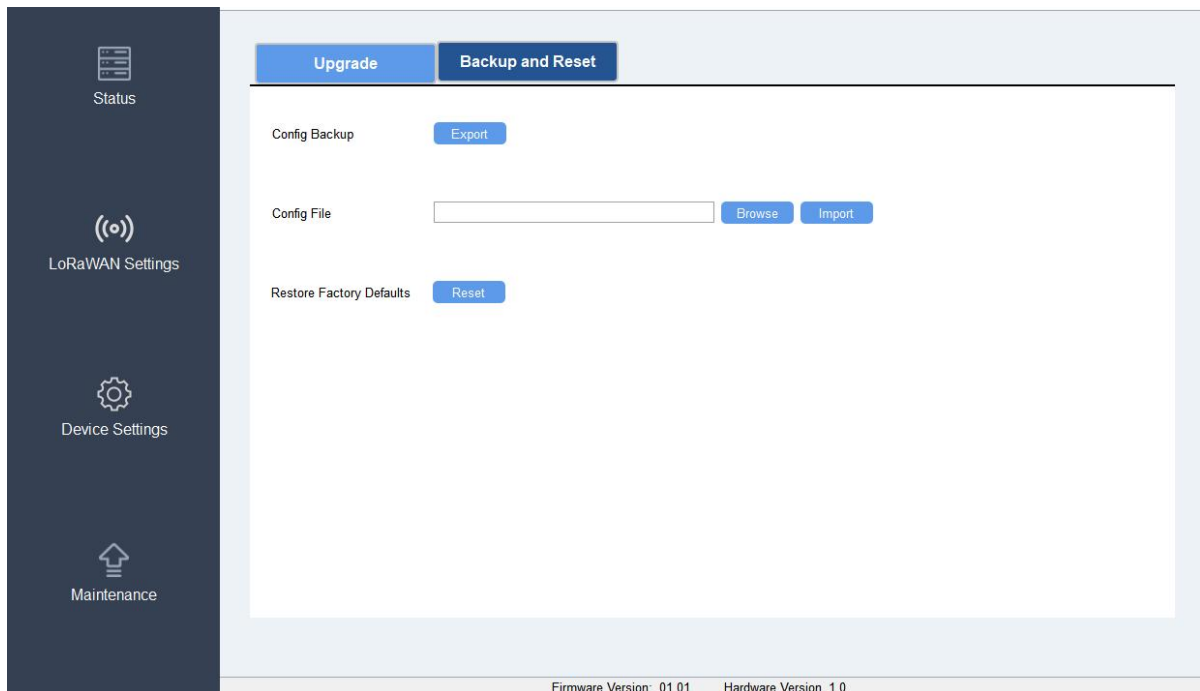 Status
LoRaWAN Settings
Device Settings
Maintenance
Upgrade Backup and Reset
Config Backup Export
Config File Browse Import
Restore Factory Defaults Reset
Firmware Version: 01.01 Hardware Version 1.0